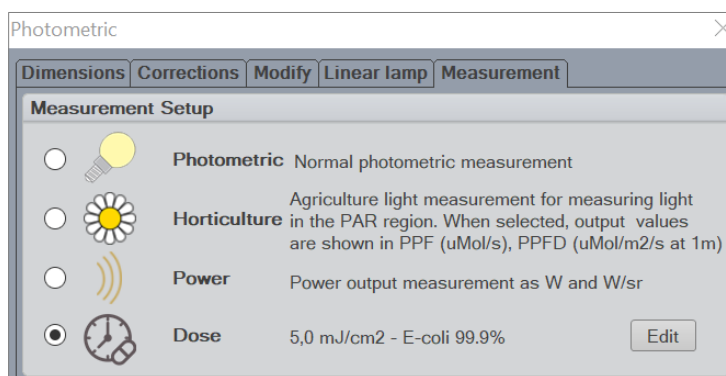 Photometric
Dimensions Corrections Modify Linear lamp Measurement
Measurement Setup
Photometric Normal photometric measurement
Horticulture Agriculture light measurement for measuring light
in the PAR region. When selected, output values
are shown in PPF (uMol/s), PPFD (uMol/m2/s at 1m)
Power Power output measurement as W and W/sr
Dose 5,0 mJ/cm2 - E-coli 99.9% Edit